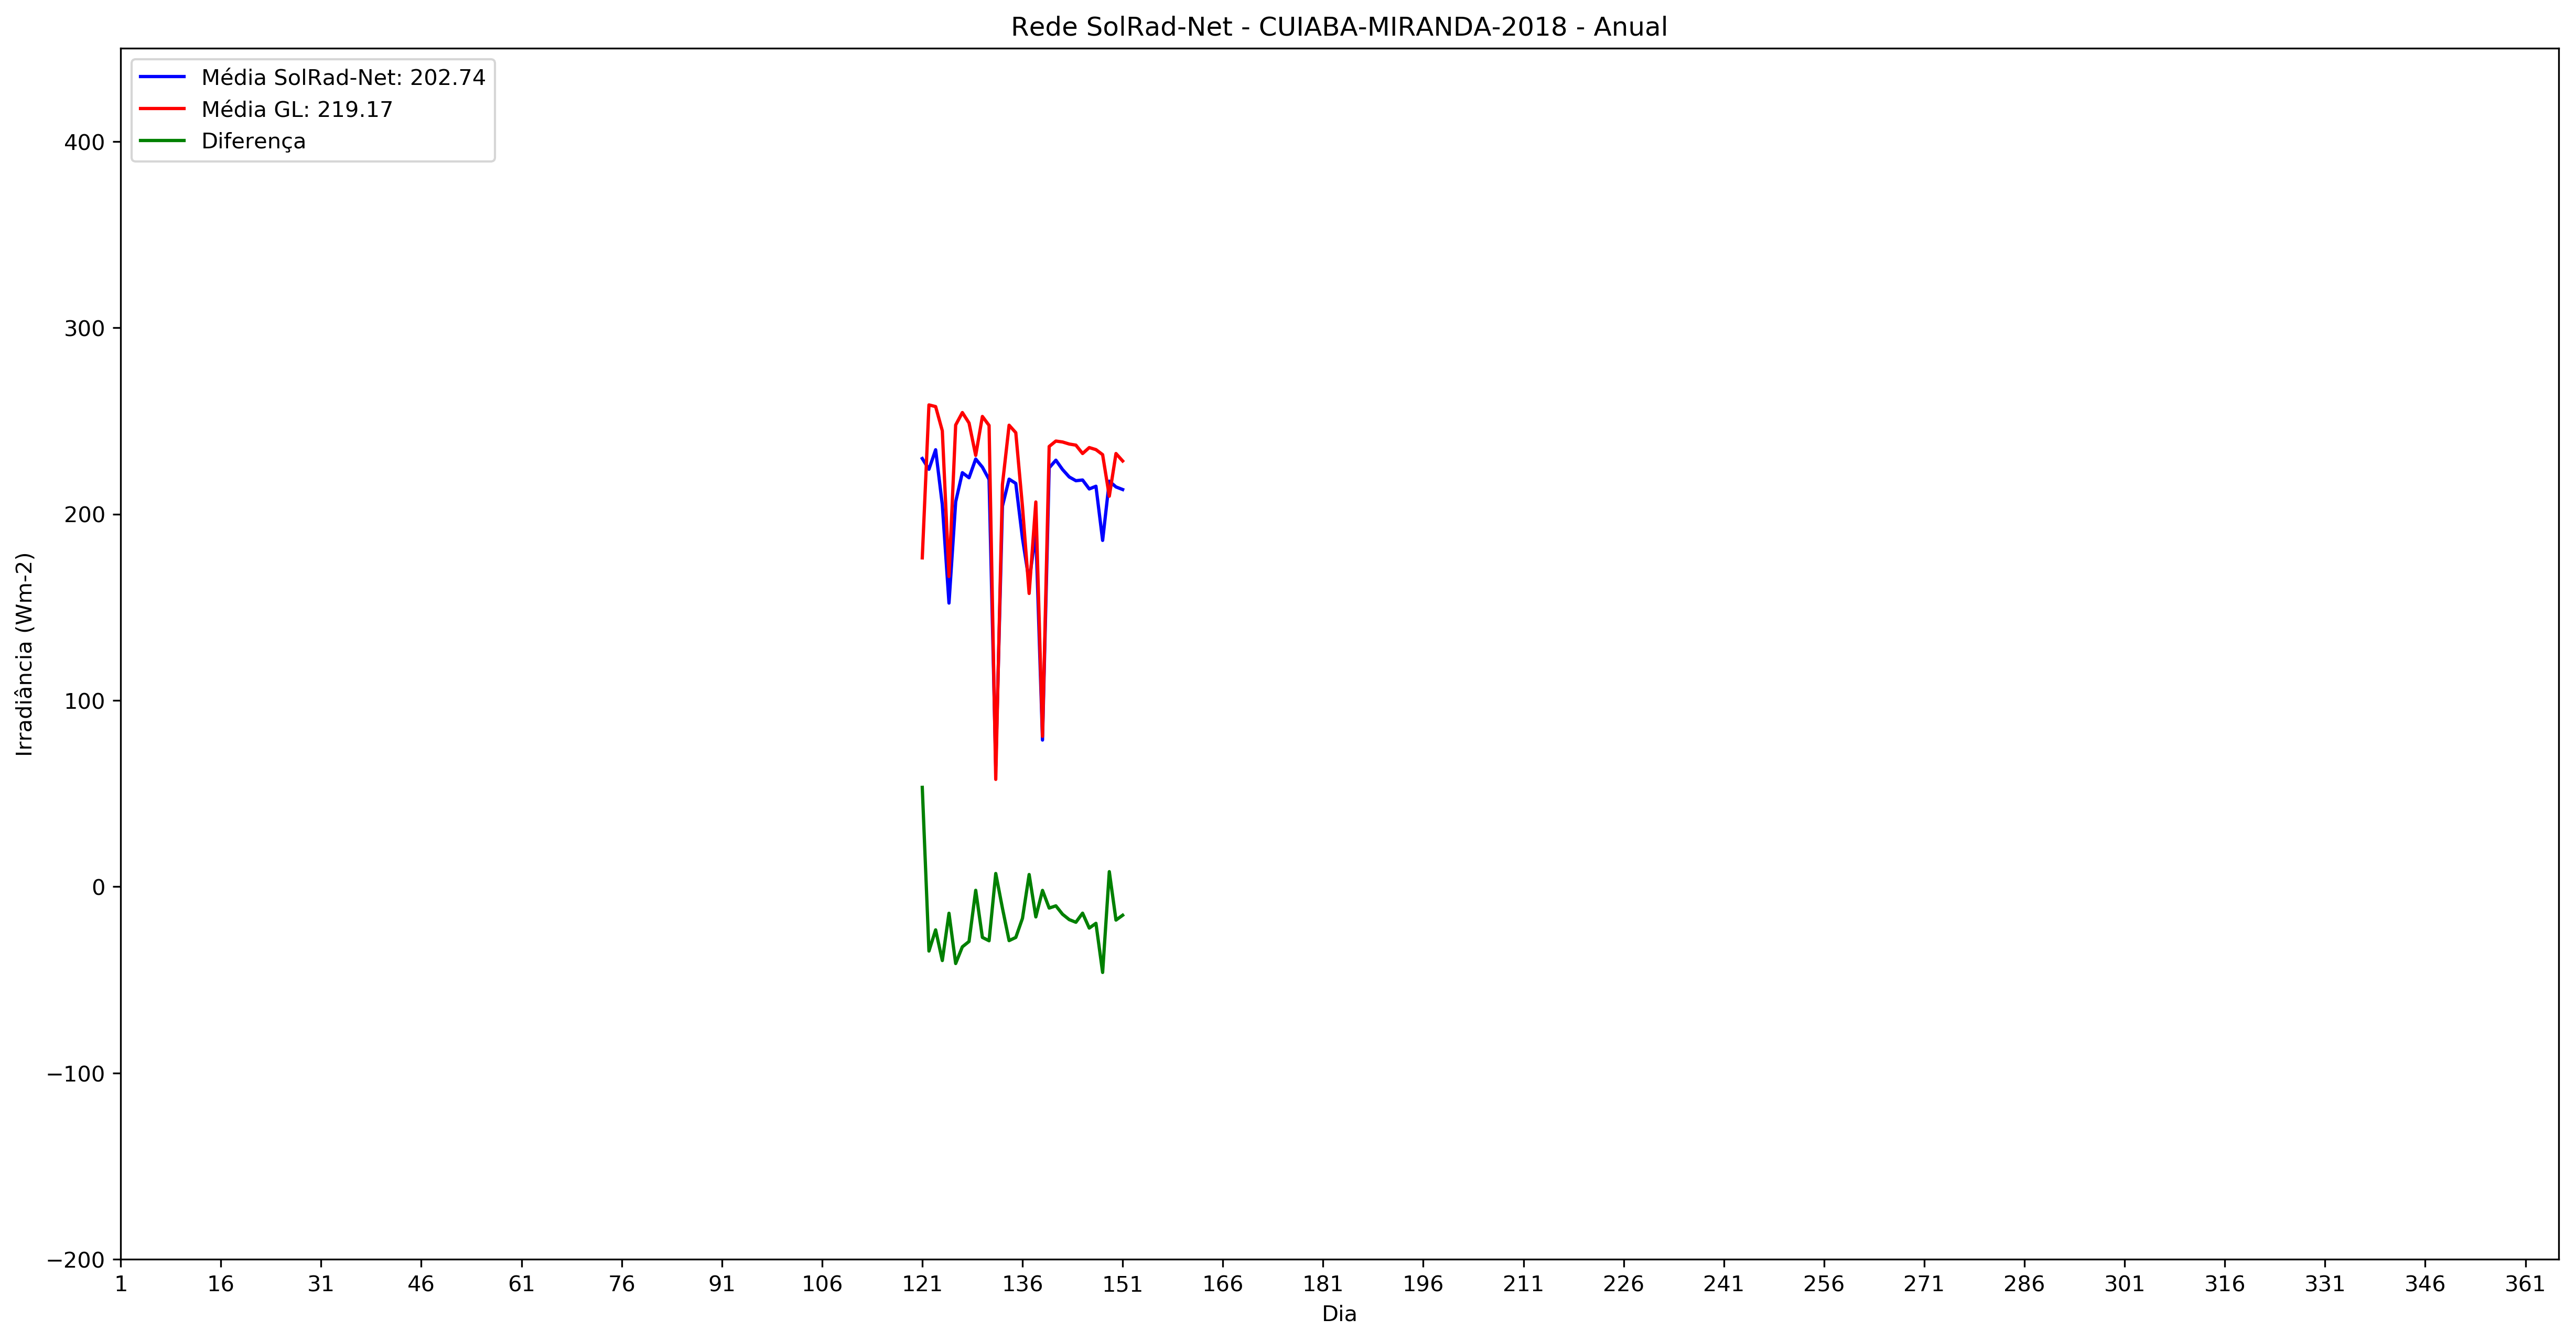 Rede SolRad-Net - CUIABA-MIRANDA-2018 - Anual
Média SolRad-Net: 202.74
Média GL: 219.17
Diferença
400
300
200
100
0
−100
−200
Irradiância (Wm-2)
1 16 31 46 61 76 91 106 121 136 151 166 181 196 211 226 241 256 271 286 301 316 331 346 361
Dia